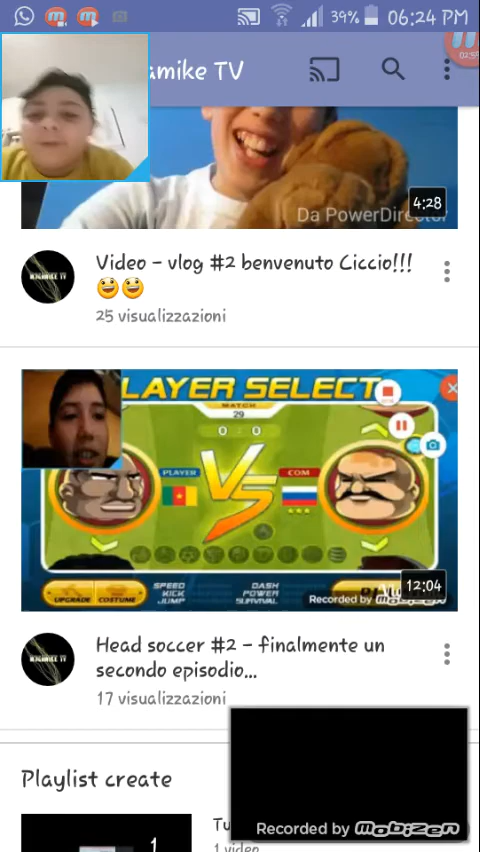 39% 06:24 PM
amike TV
4:28
Da PowerDirector
Video - vlog #2 benvenuto Ciccio!!!
😃😃
25 visualizzazioni
LAYER SELECT
MATCH
29
0 : 0
PLAYER
VS
COM
UPGRADE
COSTUME
SPEED
KICK
JUMP
DASH
POWER
SURVIVAL
12:04
Recorded by
Head soccer #2 - finalmente un
secondo episodio...
17 visualizzazioni
Playlist create
Tu
1
1 video
Recorded by Mobizen